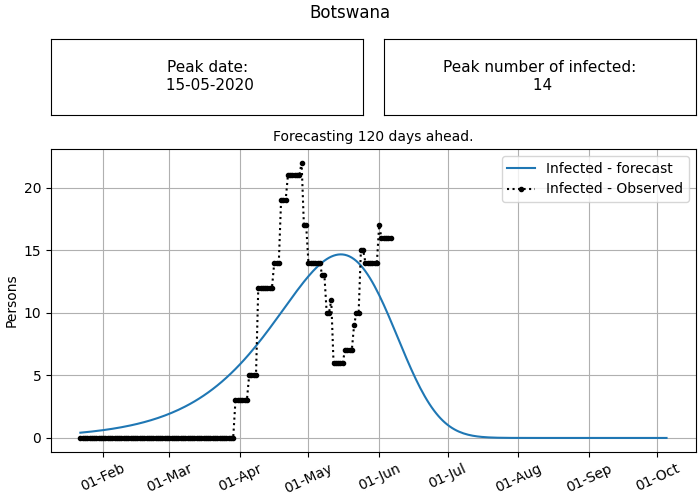 Botswana
Peak date:
15-05-2020
Peak number of infected:
14
Forecasting 120 days ahead.
Infected - forecast
Infected - Observed
Persons
20
15
10
5
0
01-Feb
01-Mar
01-Apr
01-May
01-Jun
01-Jul
01-Aug
01-Sep
01-Oct